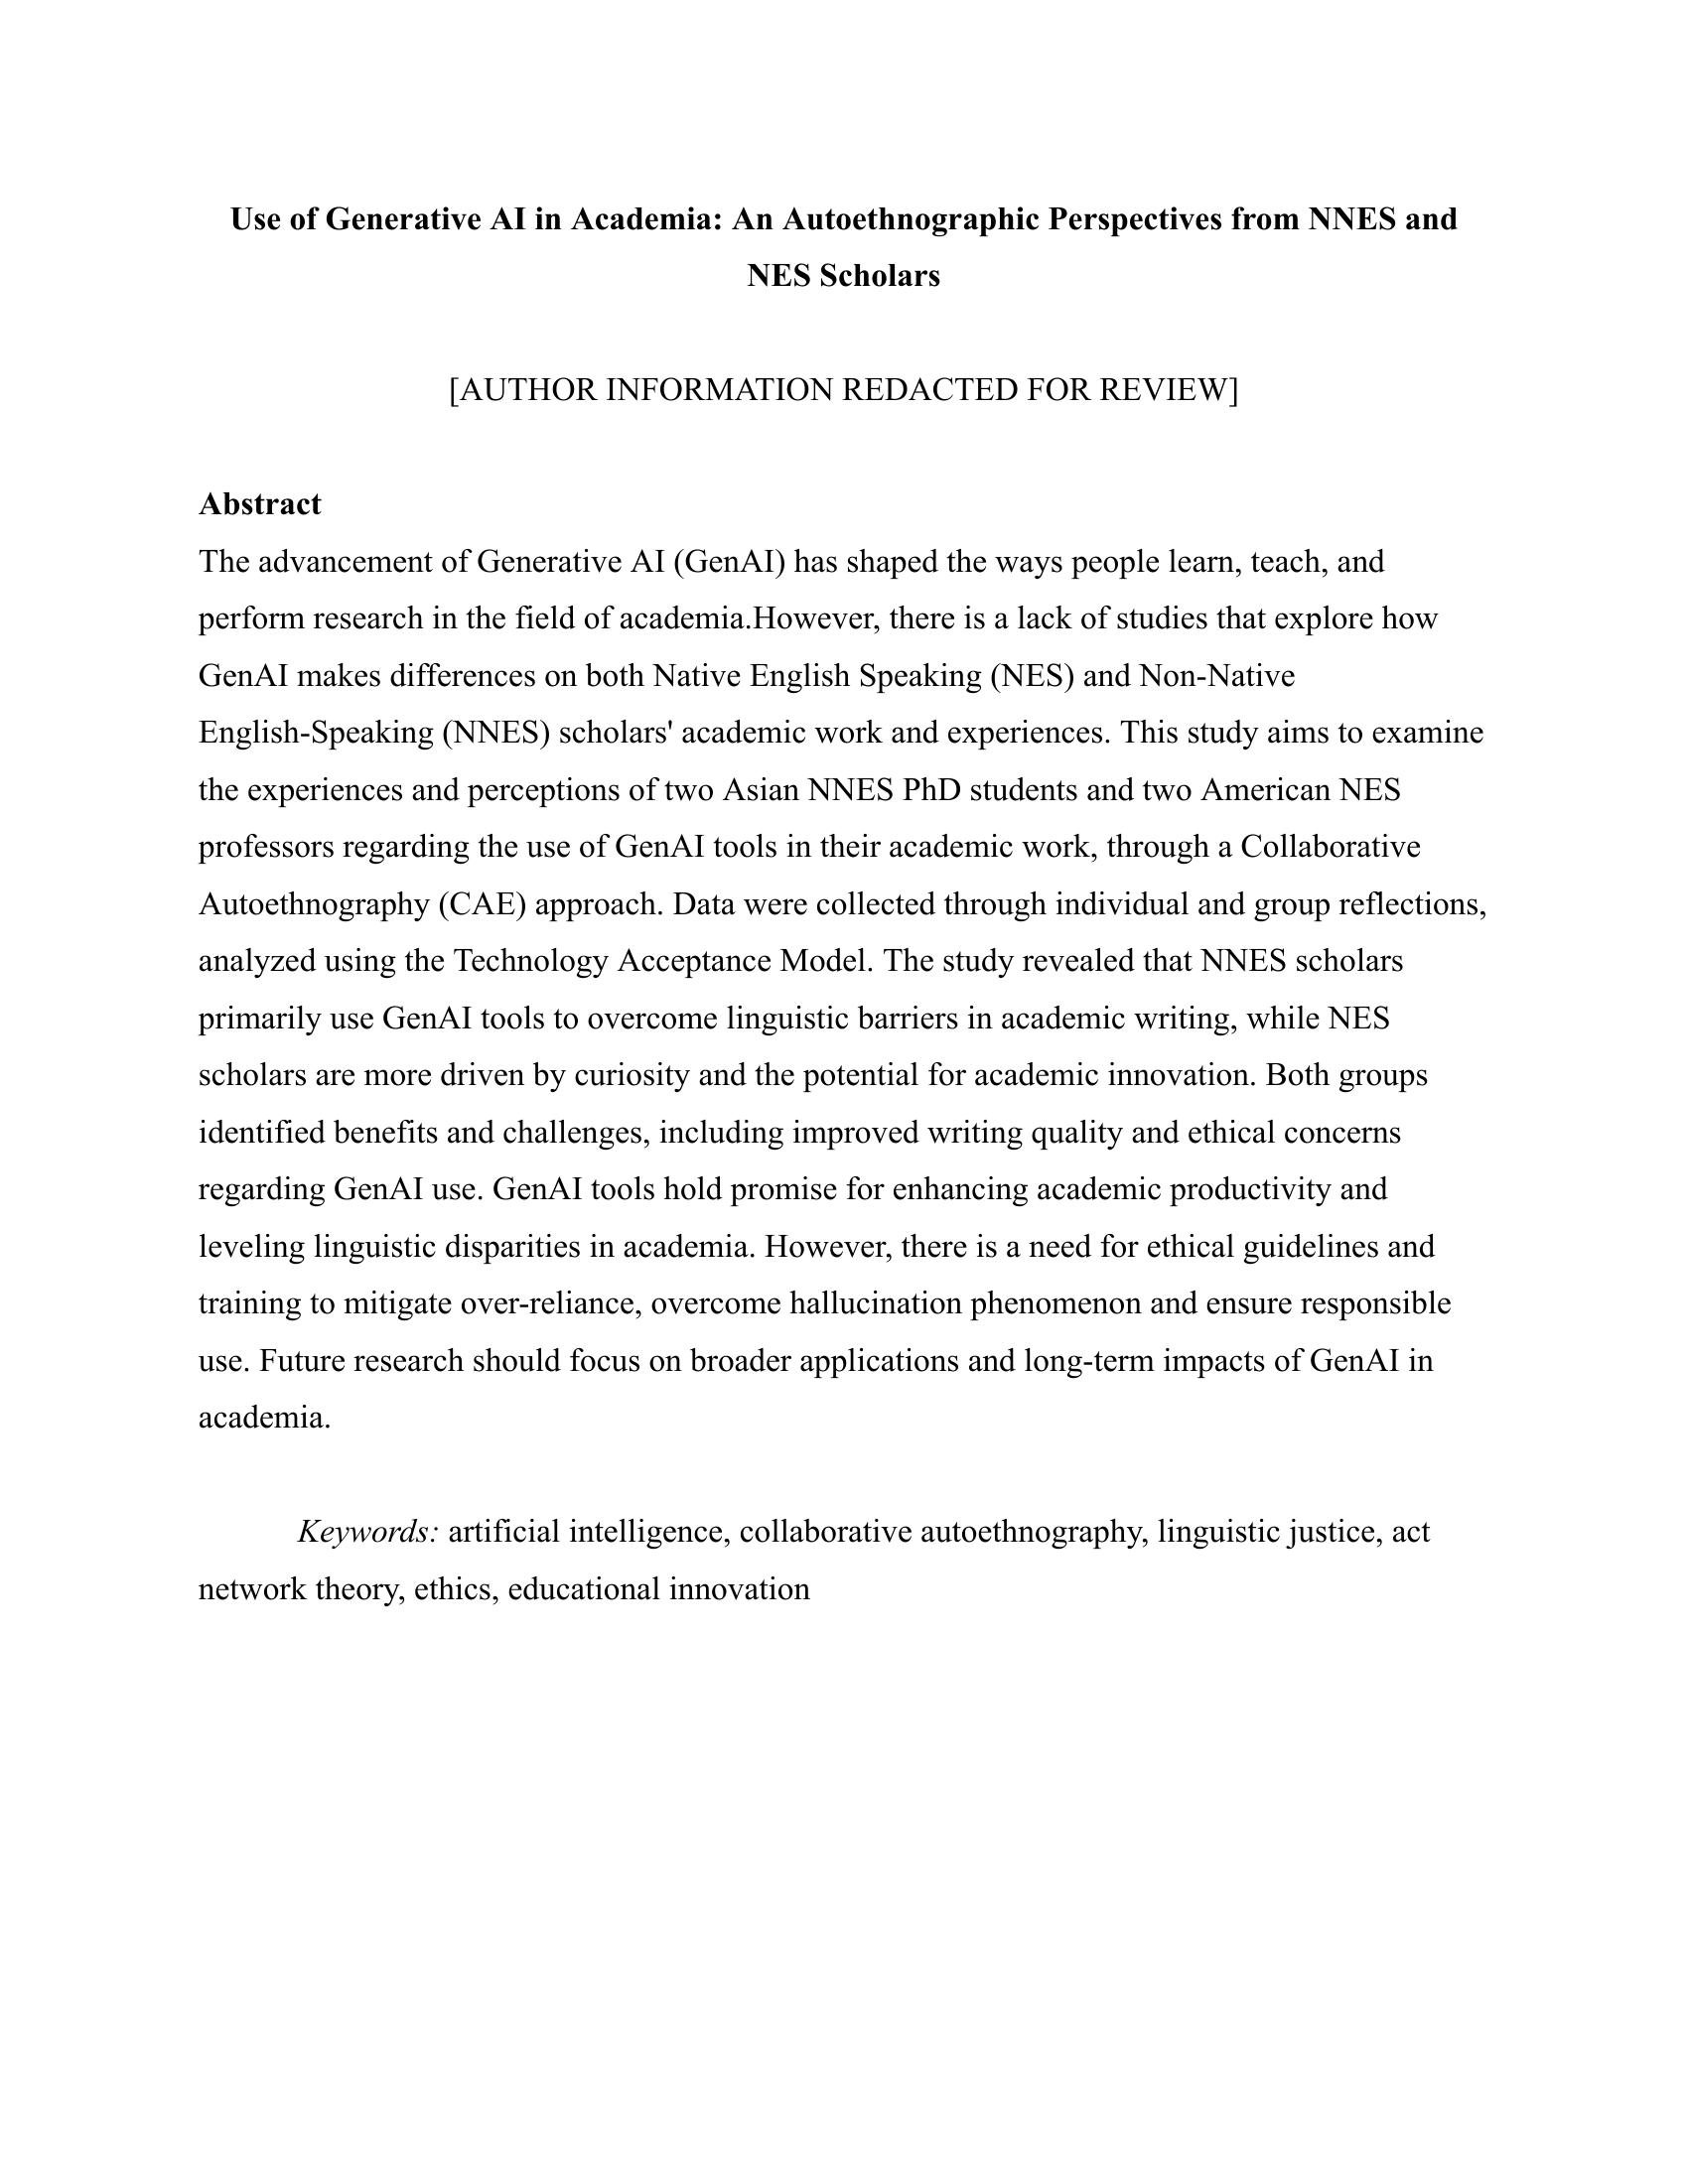 Use of Generative AI in Academia: An Autoethnographic Perspectives from NNES and
NES Scholars
[AUTHOR INFORMATION REDACTED FOR REVIEW]
Abstract
The advancement of Generative AI (GenAI) has shaped the ways people learn, teach, and
perform research in the field of academia.However, there is a lack of studies that explore how
GenAI makes differences on both Native English Speaking (NES) and Non-Native
English-Speaking (NNES) scholars' academic work and experiences. This study aims to examine
the experiences and perceptions of two Asian NNES PhD students and two American NES
professors regarding the use of GenAI tools in their academic work, through a Collaborative
Autoethnography (CAE) approach. Data were collected through individual and group reflections,
analyzed using the Technology Acceptance Model. The study revealed that NNES scholars
primarily use GenAI tools to overcome linguistic barriers in academic writing, while NES
scholars are more driven by curiosity and the potential for academic innovation. Both groups
identified benefits and challenges, including improved writing quality and ethical concerns
regarding GenAI use. GenAI tools hold promise for enhancing academic productivity and
leveling linguistic disparities in academia. However, there is a need for ethical guidelines and
training to mitigate over-reliance, overcome hallucination phenomenon and ensure responsible
use. Future research should focus on broader applications and long-term impacts of GenAI in
academia.
Keywords: artificial intelligence, collaborative autoethnography, linguistic justice, act
network theory, ethics, educational innovation